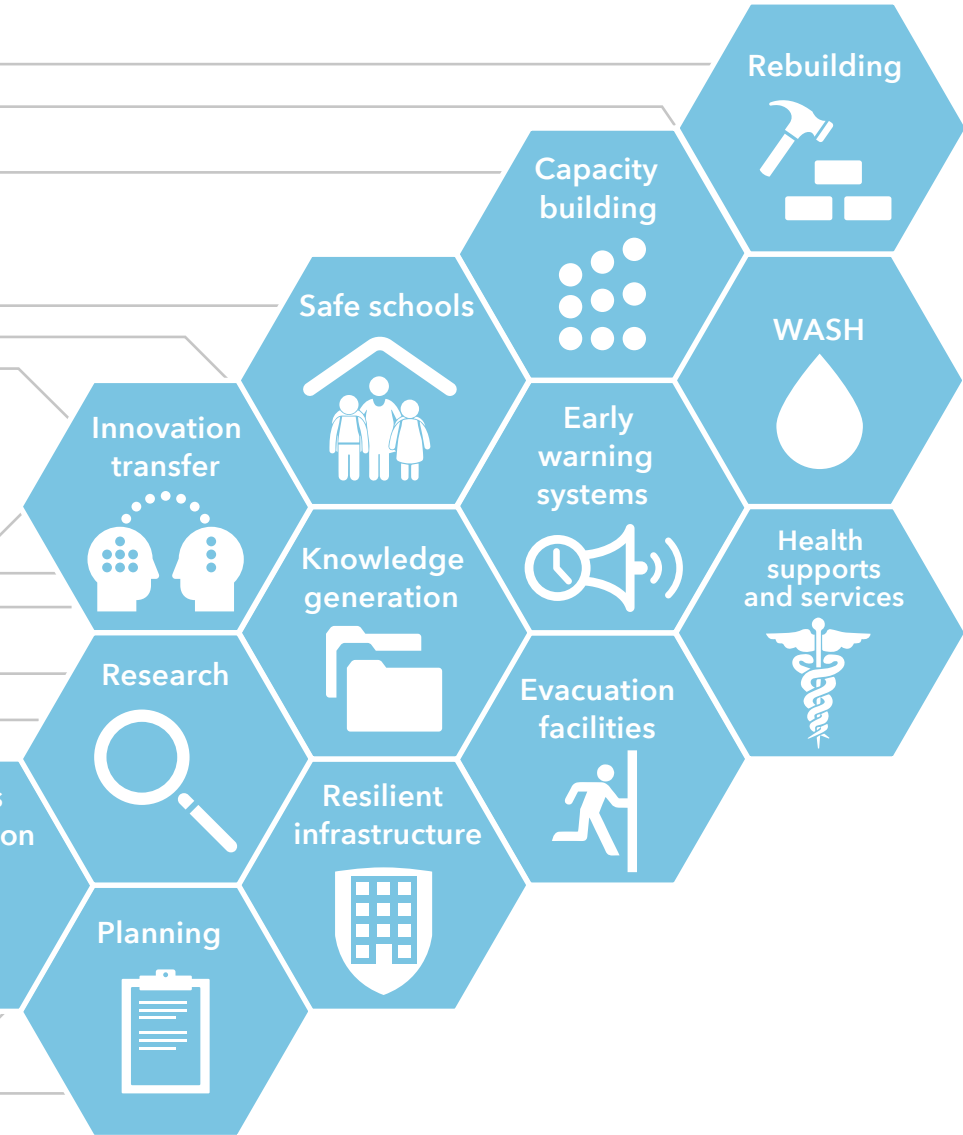 Rebuilding
Capacity
building
Safe schools
WASH
Innovation
transfer
Early
warning
systems
Knowledge
generation
Health
supports
and services
Research
Evacuation
facilities
Resilient
infrastructure
Planning